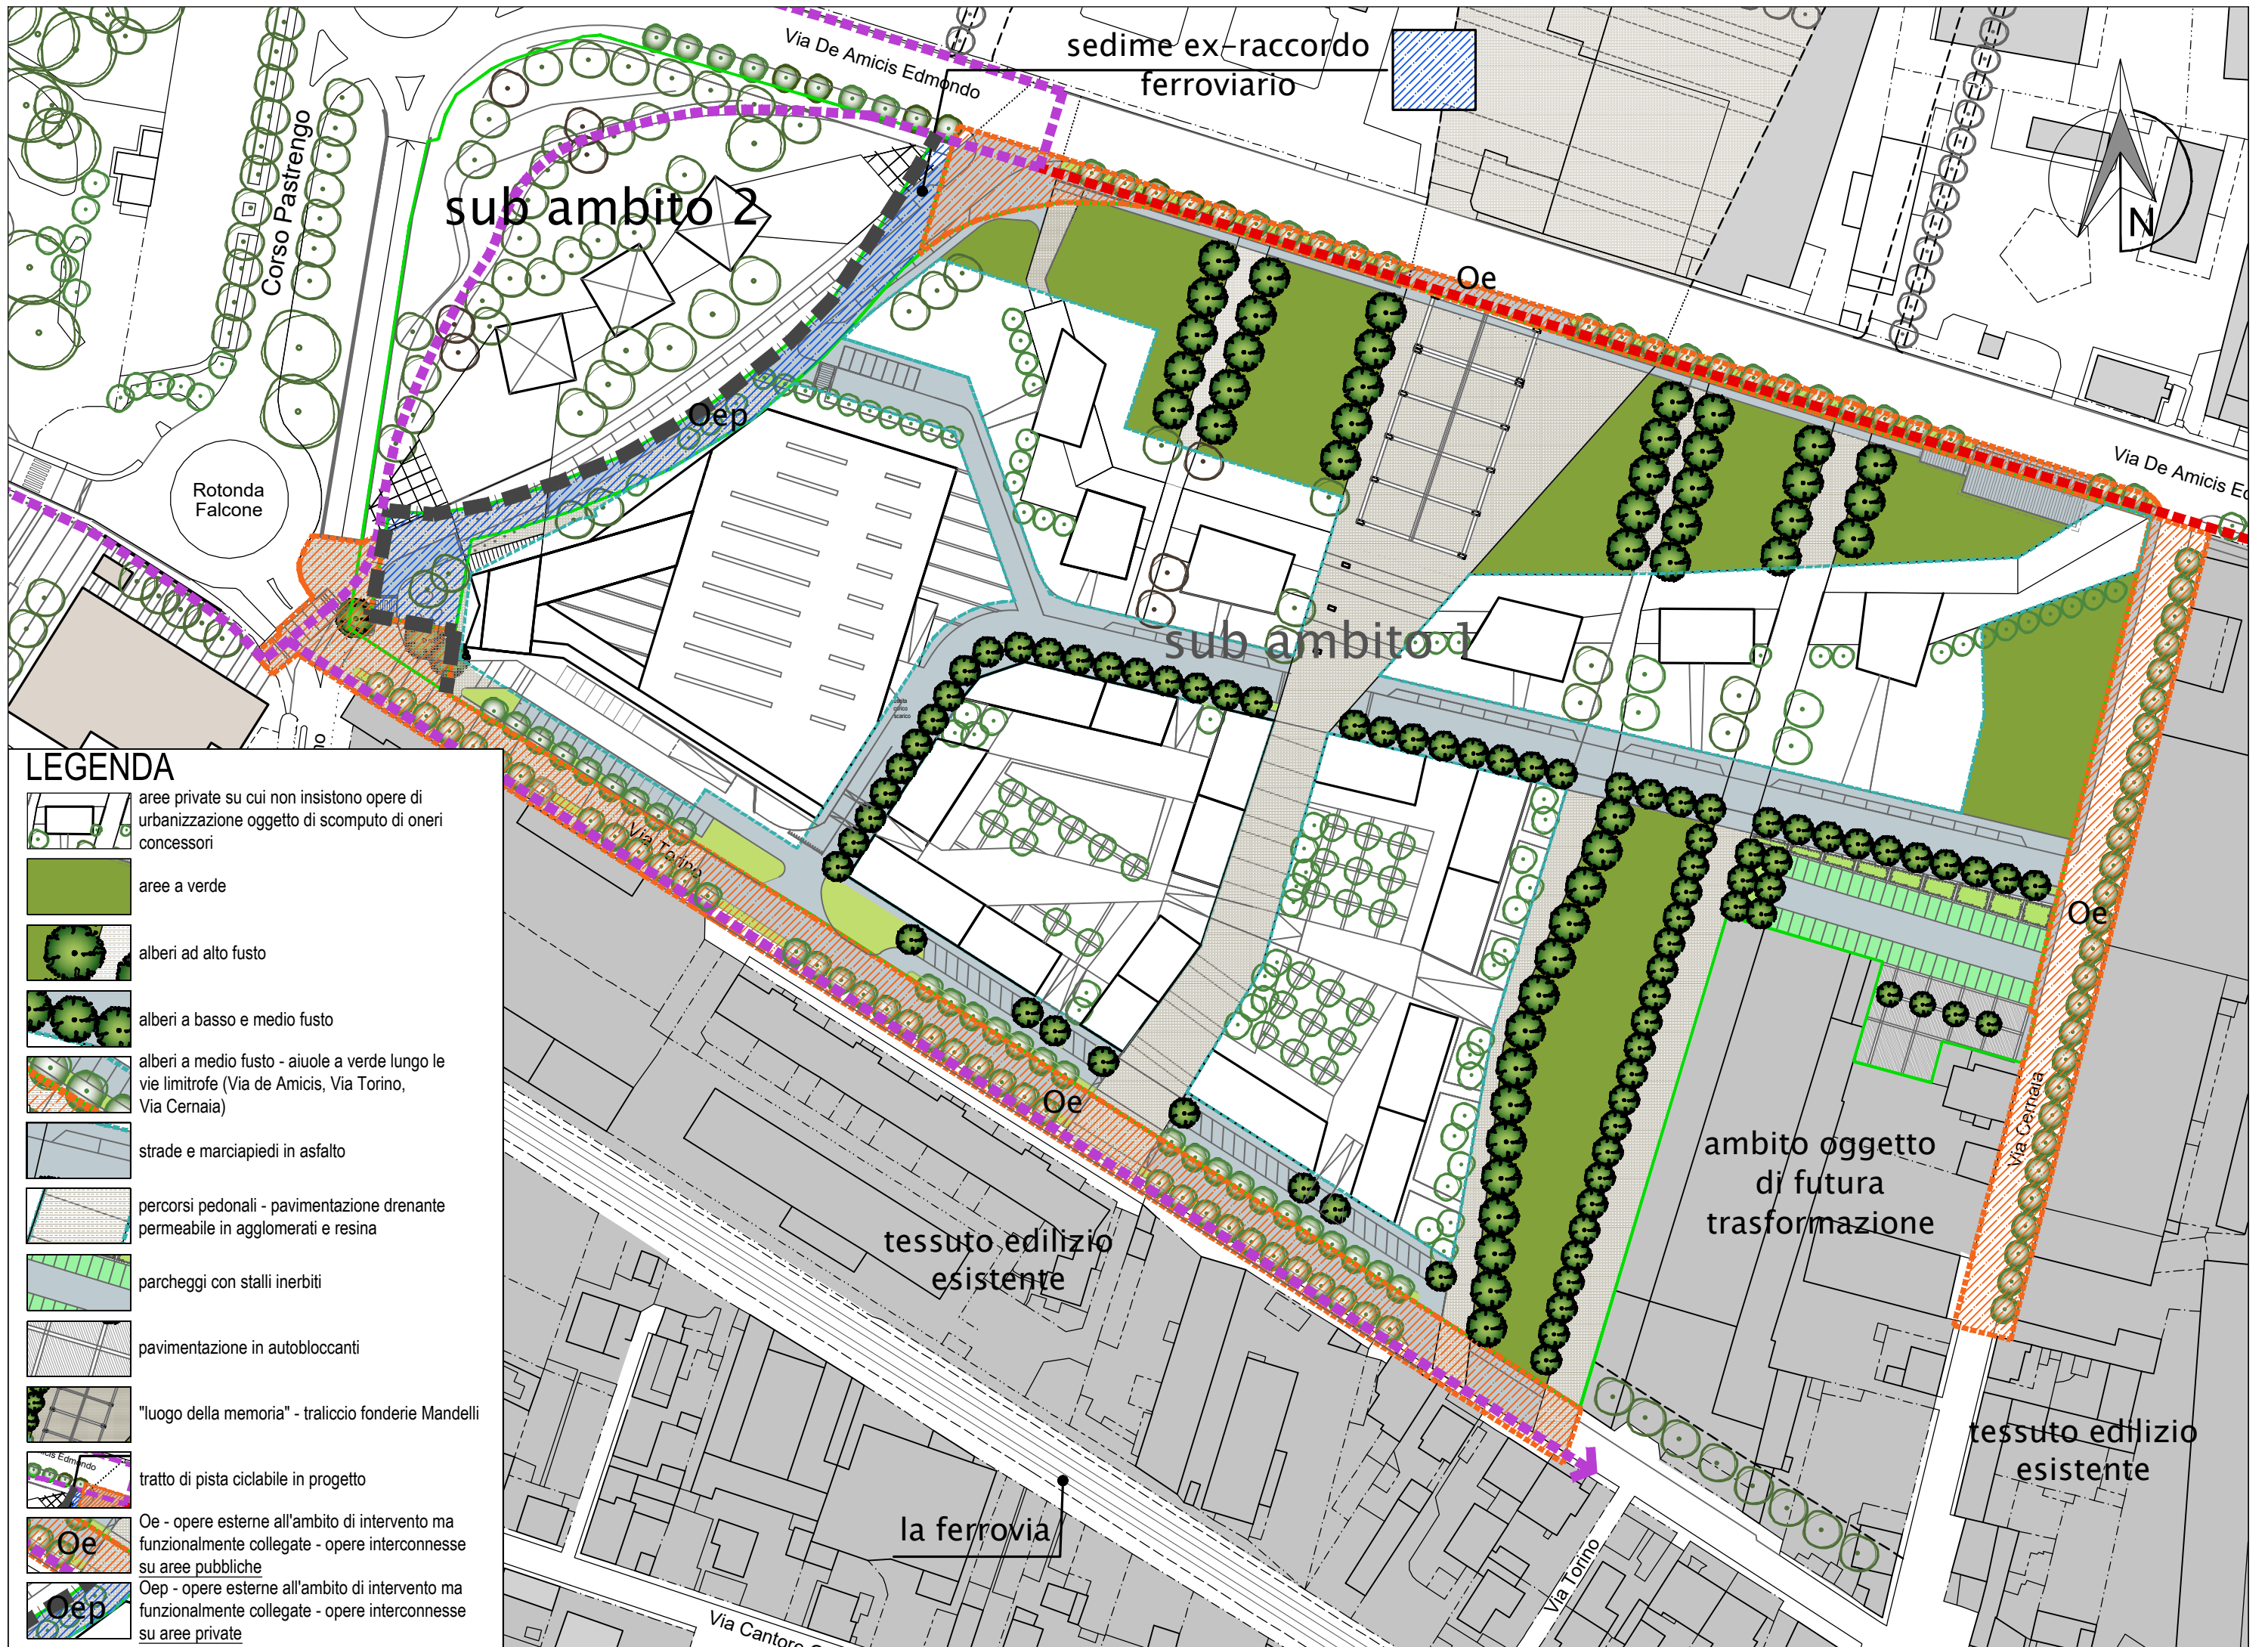 Via De Amicis Edmondo
sedime ex-raccordo
ferroviario
Corso Pastrengo
sub ambito 2
N
Oe
Oep
Via De Amicis Ed
Rotonda
Falcone
sub ambito 1
no
Via Torino
Oe
Oe
Via Cernaia
ambito oggetto
di futura
trasformazione
tessuto edilizio
esistente
tessuto edilizio
esistente
la ferrovia
Via Torino
Via Cantore
LEGENDA
aree private su cui non insistono opere di
urbanizzazione oggetto di scomputo di oneri
concessori
aree a verde
alberi ad alto fusto
alberi a basso e medio fusto
alberi a medio fusto - aiuole a verde lungo le
vie limitrofe (Via de Amicis, Via Torino,
Via Cernaia)
strade e marciapiedi in asfalto
percorsi pedonali - pavimentazione drenante
permeabile in agglomerati e resina
parcheggi con stalli inerbiti
pavimentazione in autobloccanti
"luogo della memoria" - traliccio fonderie Mandelli
cis Edmondo
tratto di pista ciclabile in progetto
Oe
Oe - opere esterne all'ambito di intervento ma
funzionalmente collegate - opere interconnesse
su aree pubbliche
Oep
Oep - opere esterne all'ambito di intervento ma
funzionalmente collegate - opere interconnesse
su aree private